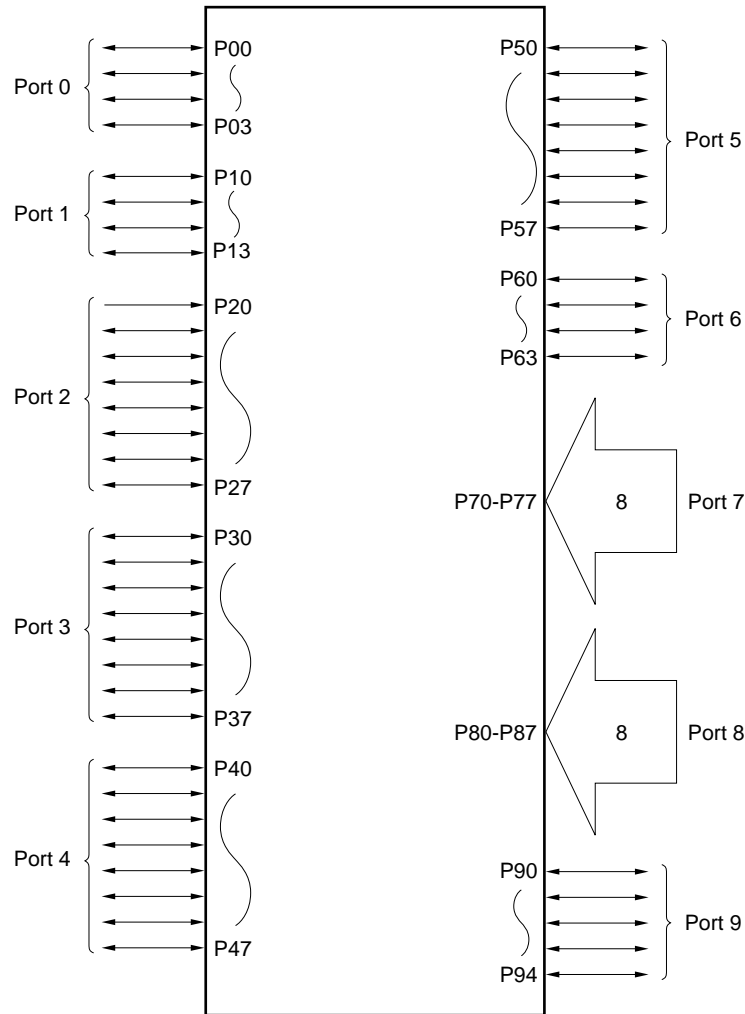 Port 0
P00
P03
Port 1
P10
P13
Port 2
P20
P27
Port 3
P30
P37
Port 4
P40
P47
P50
P57
Port 5
P60
P63
Port 6
P70-P77
8
Port 7
P80-P87
8
Port 8
P90
P94
Port 9